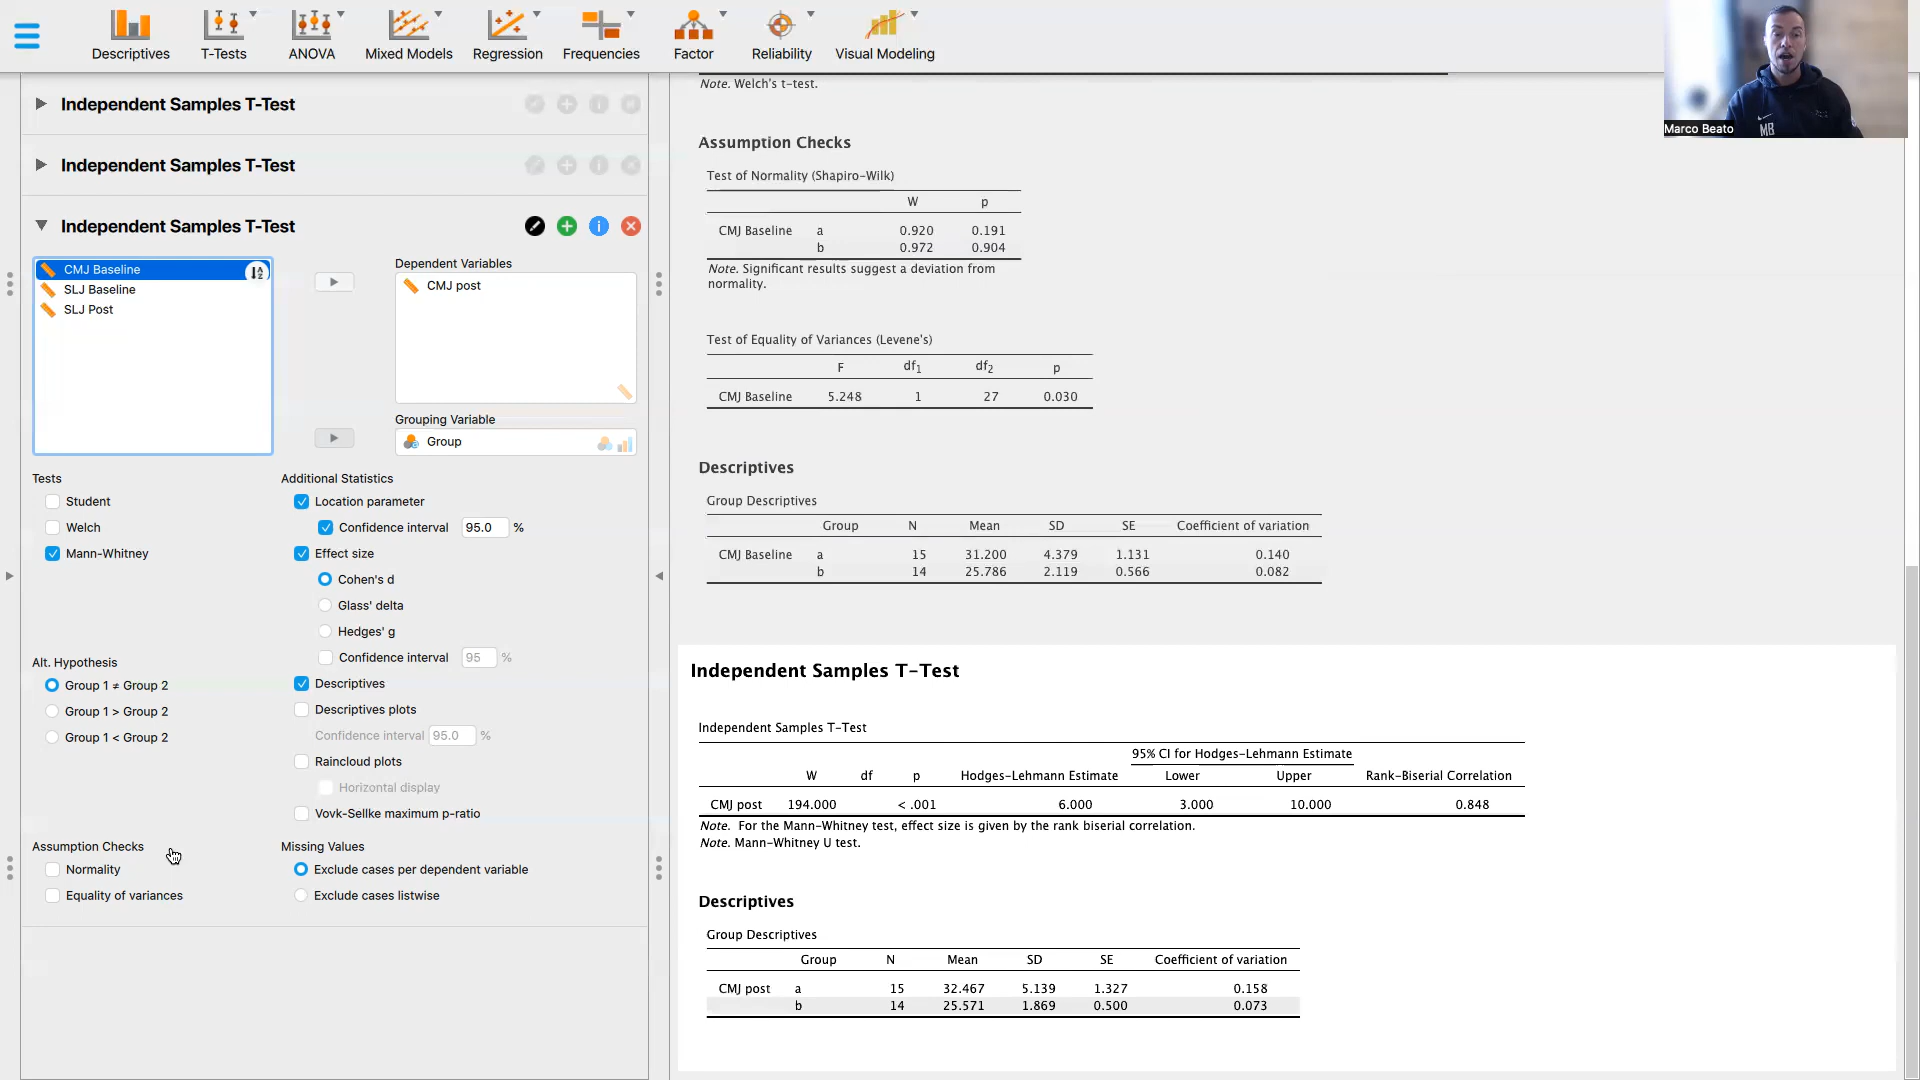 Descriptives
T-Tests
ANOVA
Mixed Models
Regression
Frequencies
Factor
Reliability
Visual Modeling
Marco Beato
MB
Independent Samples T-Test
Independent Samples T-Test
Independent Samples T-Test
CMJ Baseline
SLJ Baseline
SLJ Post
Dependent Variables
CMJ post
Grouping Variable
Group
Tests
Student
Welch
Mann-Whitney
Alt. Hypothesis
Group 1 ≠ Group 2
Group 1 > Group 2
Group 1 < Group 2
Assumption Checks
Normality
Equality of variances
Additional Statistics
Location parameter
Confidence interval 95.0 %
Effect size
Cohen's d
Glass' delta
Hedges' g
Confidence interval 95 %
Descriptives
Descriptives plots
Confidence interval 95.0 %
Raincloud plots
Horizontal display
Vovk-Sellke maximum p-ratio
Missing Values
Exclude cases per dependent variable
Exclude cases listwise
Note. Welch's t-test.
Assumption Checks
Test of Normality (Shapiro-Wilk)
W p
CMJ Baseline a 0.920 0.191
b 0.972 0.904
Note. Significant results suggest a deviation from
normality.
Test of Equality of Variances (Levene's)
F df1 df2 p
CMJ Baseline 5.248 1 27 0.030
Descriptives
Group Descriptives
Group N Mean SD SE Coefficient of variation
CMJ Baseline a 15 31.200 4.379 1.131 0.140
b 14 25.786 2.119 0.566 0.082
Independent Samples T-Test
Independent Samples T-Test
95% CI for Hodges-Lehmann Estimate
W df p Hodges-Lehmann Estimate Lower Upper Rank-Biserial Correlation
CMJ post 194.000 < .001 6.000 3.000 10.000 0.848
Note. For the Mann-Whitney test, effect size is given by the rank biserial correlation.
Note. Mann-Whitney U test.
Descriptives
Group Descriptives
Group N Mean SD SE Coefficient of variation
CMJ post a 15 32.467 5.139 1.327 0.158
b 14 25.571 1.869 0.500 0.073